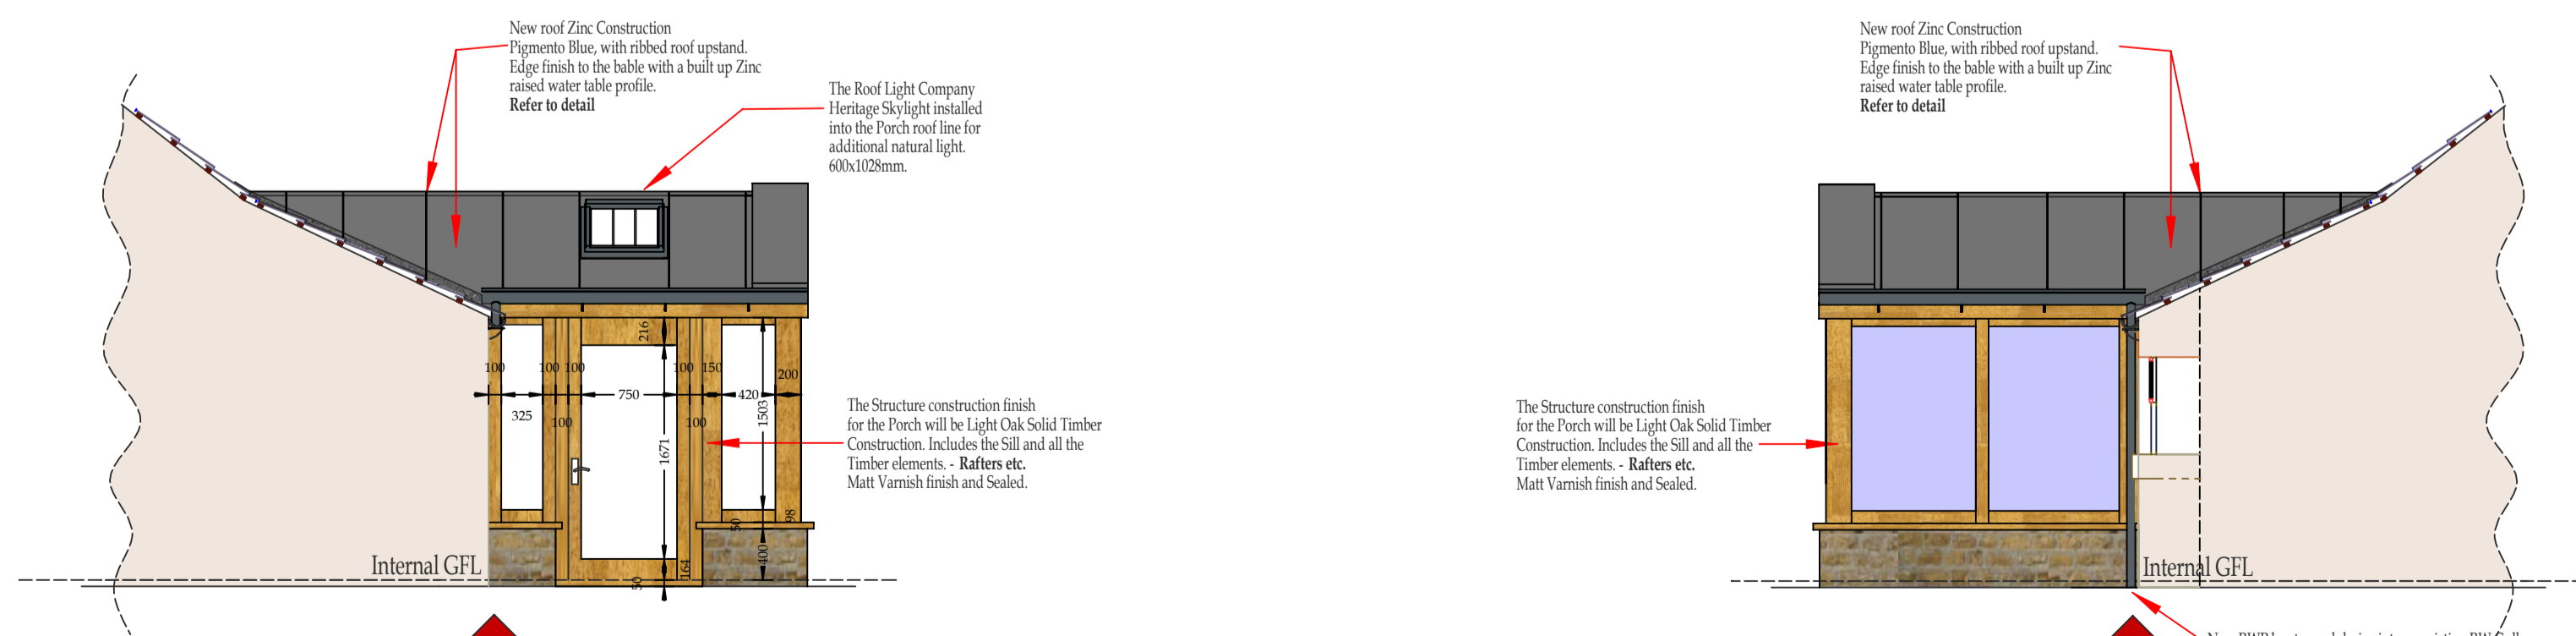 New roof Zinc Construction
Pigmento Blue, with ribbed roof upstand.
Edge finish to the bable with a built up Zinc
raised water table profile.
Refer to detail
The Roof Light Company
Heritage Skylight installed
into the Porch roof line for
additional natural light.
600x1028mm.
216
100
100
100
100
150
200
750
420
325
100
100
1503
1671
The Structure construction finish
for the Porch will be Light Oak Solid Timber
Construction. Includes the Sill and all the
Timber elements. - Rafters etc.
Matt Varnish finish and Sealed.
98
50
400
164
50
Internal GFL
New roof Zinc Construction
Pigmento Blue, with ribbed roof upstand.
Edge finish to the bable with a built up Zinc
raised water table profile.
Refer to detail
The Structure construction finish
for the Porch will be Light Oak Solid Timber
Construction. Includes the Sill and all the
Timber elements. - Rafters etc.
Matt Varnish finish and Sealed.
Internal GFL